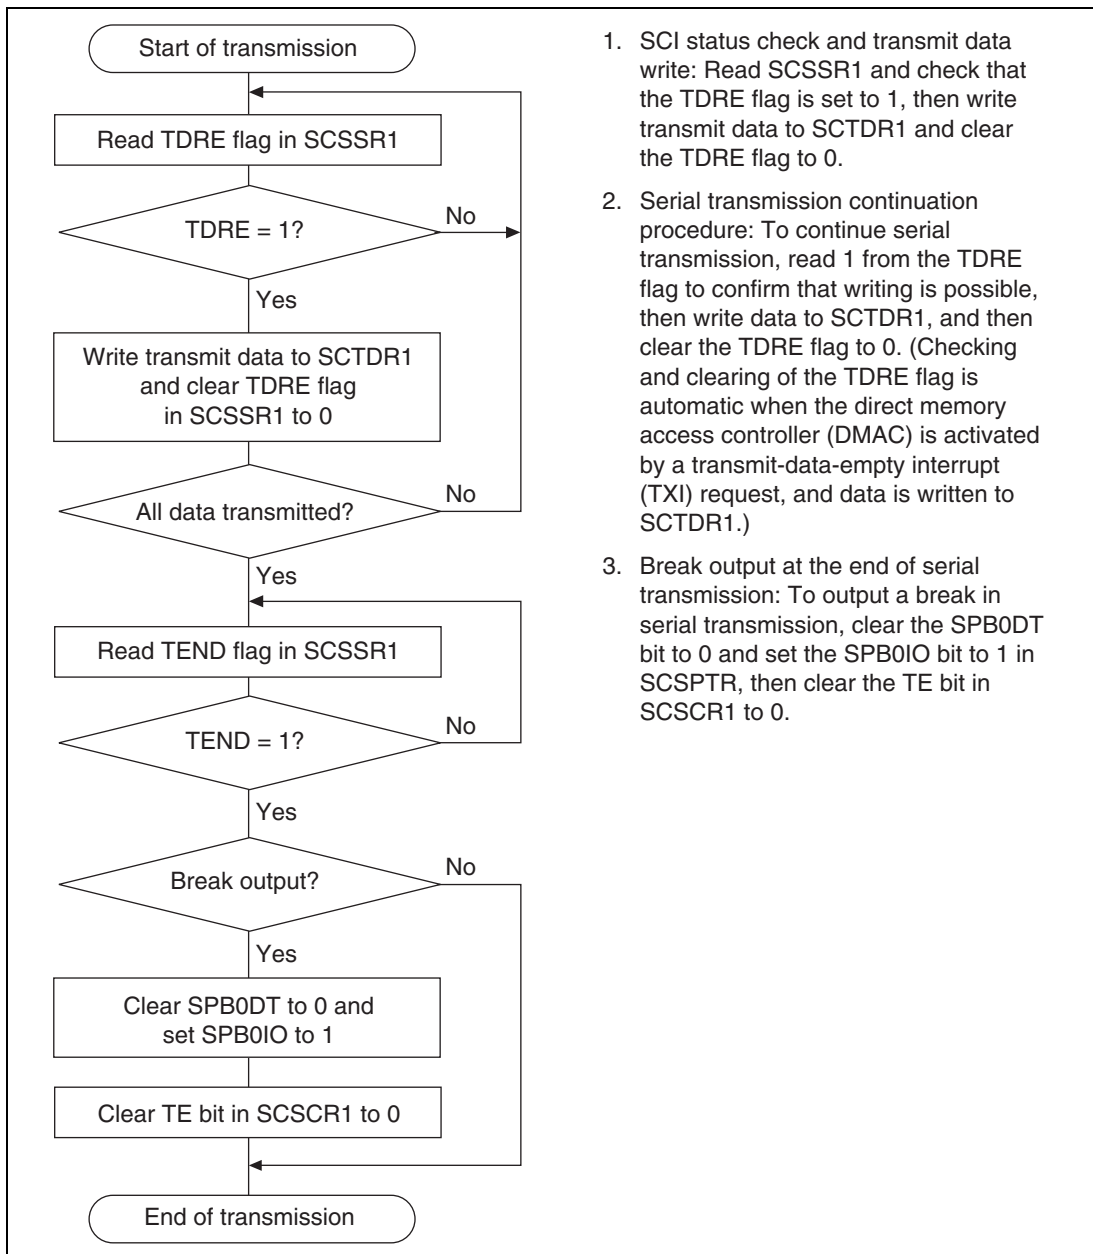 Start of transmission
Read TDRE flag in SCSSR1
TDRE = 1?
No
Yes
Write transmit data to SCTDR1
and clear TDRE flag
in SCSSR1 to 0
All data transmitted?
No
Yes
Read TEND flag in SCSSR1
TEND = 1?
No
Yes
Break output?
No
Yes
Clear SPB0DT to 0 and
set SPB0IO to 1
Clear TE bit in SCSCR1 to 0
End of transmission
1. SCI status check and transmit data
write: Read SCSSR1 and check that
the TDRE flag is set to 1, then write
transmit data to SCTDR1 and clear
the TDRE flag to 0.
2. Serial transmission continuation
procedure: To continue serial
transmission, read 1 from the TDRE
flag to confirm that writing is possible,
then write data to SCTDR1, and then
clear the TDRE flag to 0. (Checking
and clearing of the TDRE flag is
automatic when the direct memory
access controller (DMAC) is activated
by a transmit-data-empty interrupt
(TXI) request, and data is written to
SCTDR1.)
3. Break output at the end of serial
transmission: To output a break in
serial transmission, clear the SPB0DT
bit to 0 and set the SPB0IO bit to 1 in
SCSPTR, then clear the TE bit in
SCSCR1 to 0.